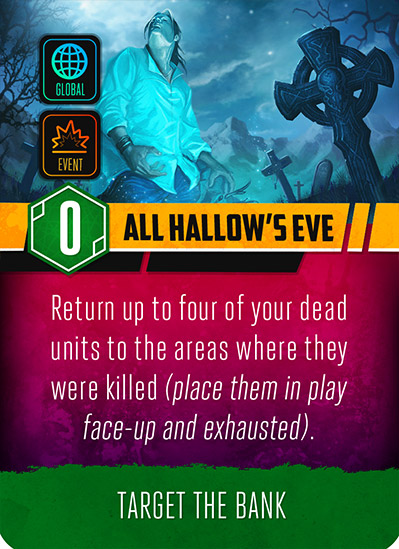 GLOBAL
EVENT
0 ALL HALLOW'S EVE
Return up to four of your dead
units to the areas where they
were killed (place them in play
face-up and exhausted).
TARGET THE BANK